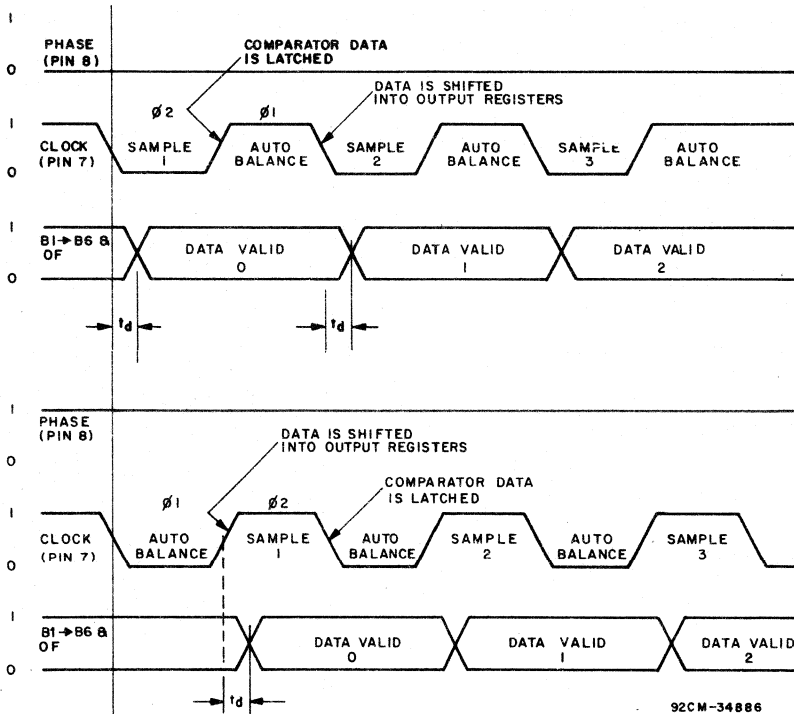 1
PHASE
(PIN 8)
0
COMPARATOR DATA
IS LATCHED
DATA IS SHIFTED
INTO OUTPUT REGISTERS
ø2
ø1
1
CLOCK
(PIN 7)
0
SAMPLE
1
AUTO
BALANCE
SAMPLE
2
AUTO
BALANCE
SAMPLE
3
AUTO
BALANCE
1
B1→B6 &
OF
0
DATA VALID
0
DATA VALID
1
DATA VALID
2
td
td
1
PHASE
(PIN 8)
0
DATA IS SHIFTED
INTO OUTPUT REGISTERS
COMPARATOR DATA
IS LATCHED
ø1
ø2
1
CLOCK
(PIN 7)
0
AUTO
BALANCE
SAMPLE
1
AUTO
BALANCE
SAMPLE
2
AUTO
BALANCE
SAMPLE
3
1
B1→B6 &
OF
0
DATA VALID
0
DATA VALID
1
DATA VALID
2
td
92CM-34886